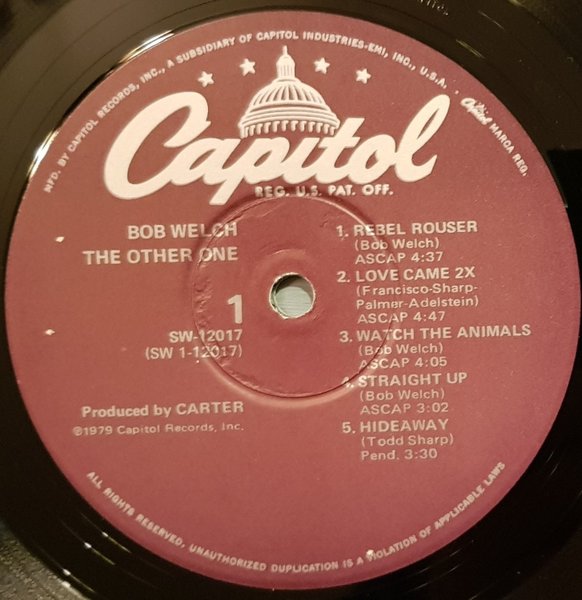 MFD. BY CAPITOL RECORDS, INC., A SUBSIDIARY OF CAPITOL INDUSTRIES-EMI, INC., U.S.A.
Capitol MARCA REG.
Capitol
REG. U.S. PAT. OFF.
BOB WELCH
THE OTHER ONE
1
SW-12017
(SW 1-12017)
Produced by CARTER
℗1979 Capitol Records, Inc.
1. REBEL ROUSER
(Bob Welch)
ASCAP 4:37
2. LOVE CAME 2X
(Francisco-Sharp-
Palmer-Adelstein)
ASCAP 4:47
3. WATCH THE ANIMALS
(Bob Welch)
ASCAP 4:05
4. STRAIGHT UP
(Bob Welch)
ASCAP 3:02
5. HIDEAWAY
(Todd Sharp)
Pend. 3:30
ALL RIGHTS RESERVED, UNAUTHORIZED DUPLICATION IS A VIOLATION OF APPLICABLE LAWS